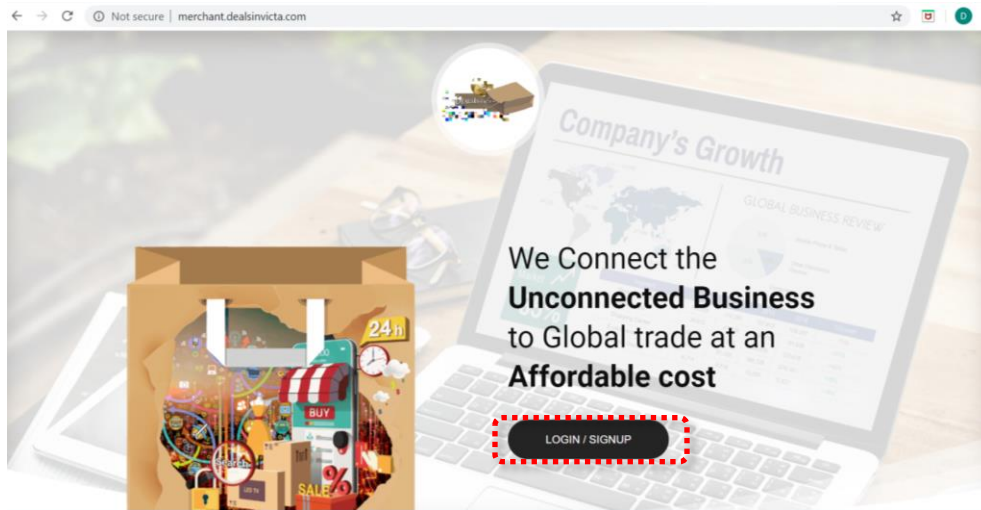 Not secure | merchant.dealsinvicta.com
D
Company's Growth
GLOBAL BUSINESS REVIEW
We Connect the
Unconnected Business
to Global trade at an
Affordable cost
24h
BUY
Search
SALE
%
LOGIN / SIGNUP